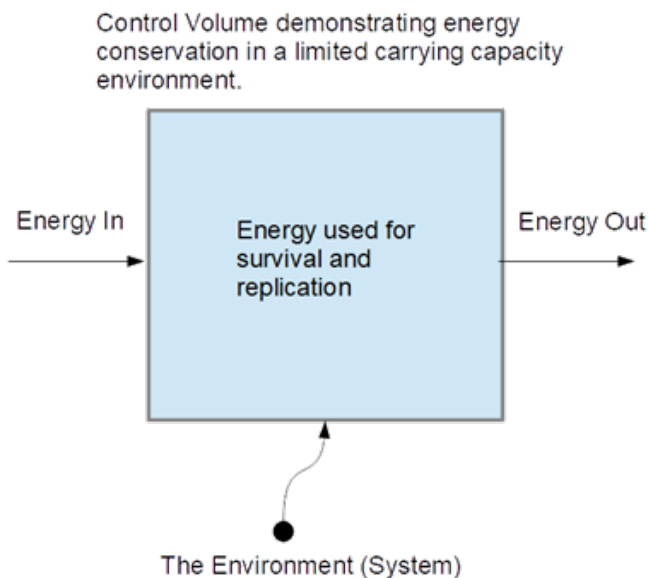 Control Volume demonstrating energy
conservation in a limited carrying capacity
environment.
Energy In
Energy used for
survival and
replication
Energy Out
The Environment (System)